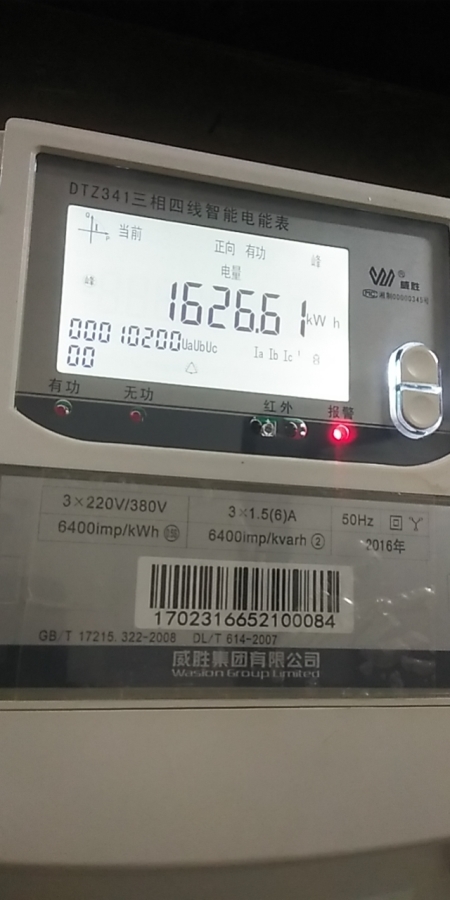 DTZ341三相四线智能电能表
当前
正向 有功
峰
电量
峰
1626.61 kW h
00010200 UaUbUc
Ia Ib Ic
00
威胜
有功
无功
红外
报警
3×220V/380V
3×1.5(6)A
50Hz
6400imp/kWh
6400imp/kvarh ②
2016年
1702316652100084
GB/T 17215.322-2008 DL/T 614-2007
威胜集团有限公司
Wasion Group Limited